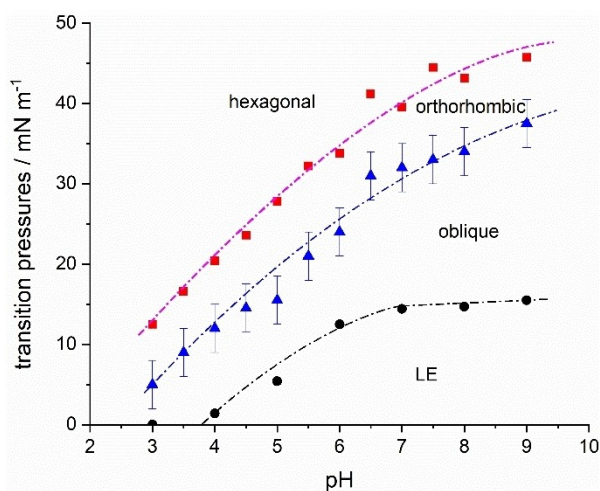 50
40
30
20
10
0
transition pressures / mN m⁻¹
hexagonal
orthorhombic
oblique
LE
2 3 4 5 6 7 8 9 10
pH